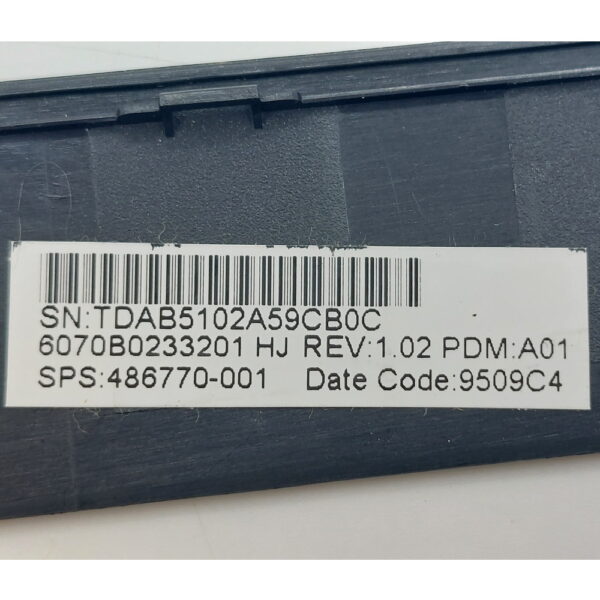 SN:TDAB5102A59CB0C
6070B0233201 HJ REV:1.02 PDM:A01
SPS:486770-001 Date Code:9509C4